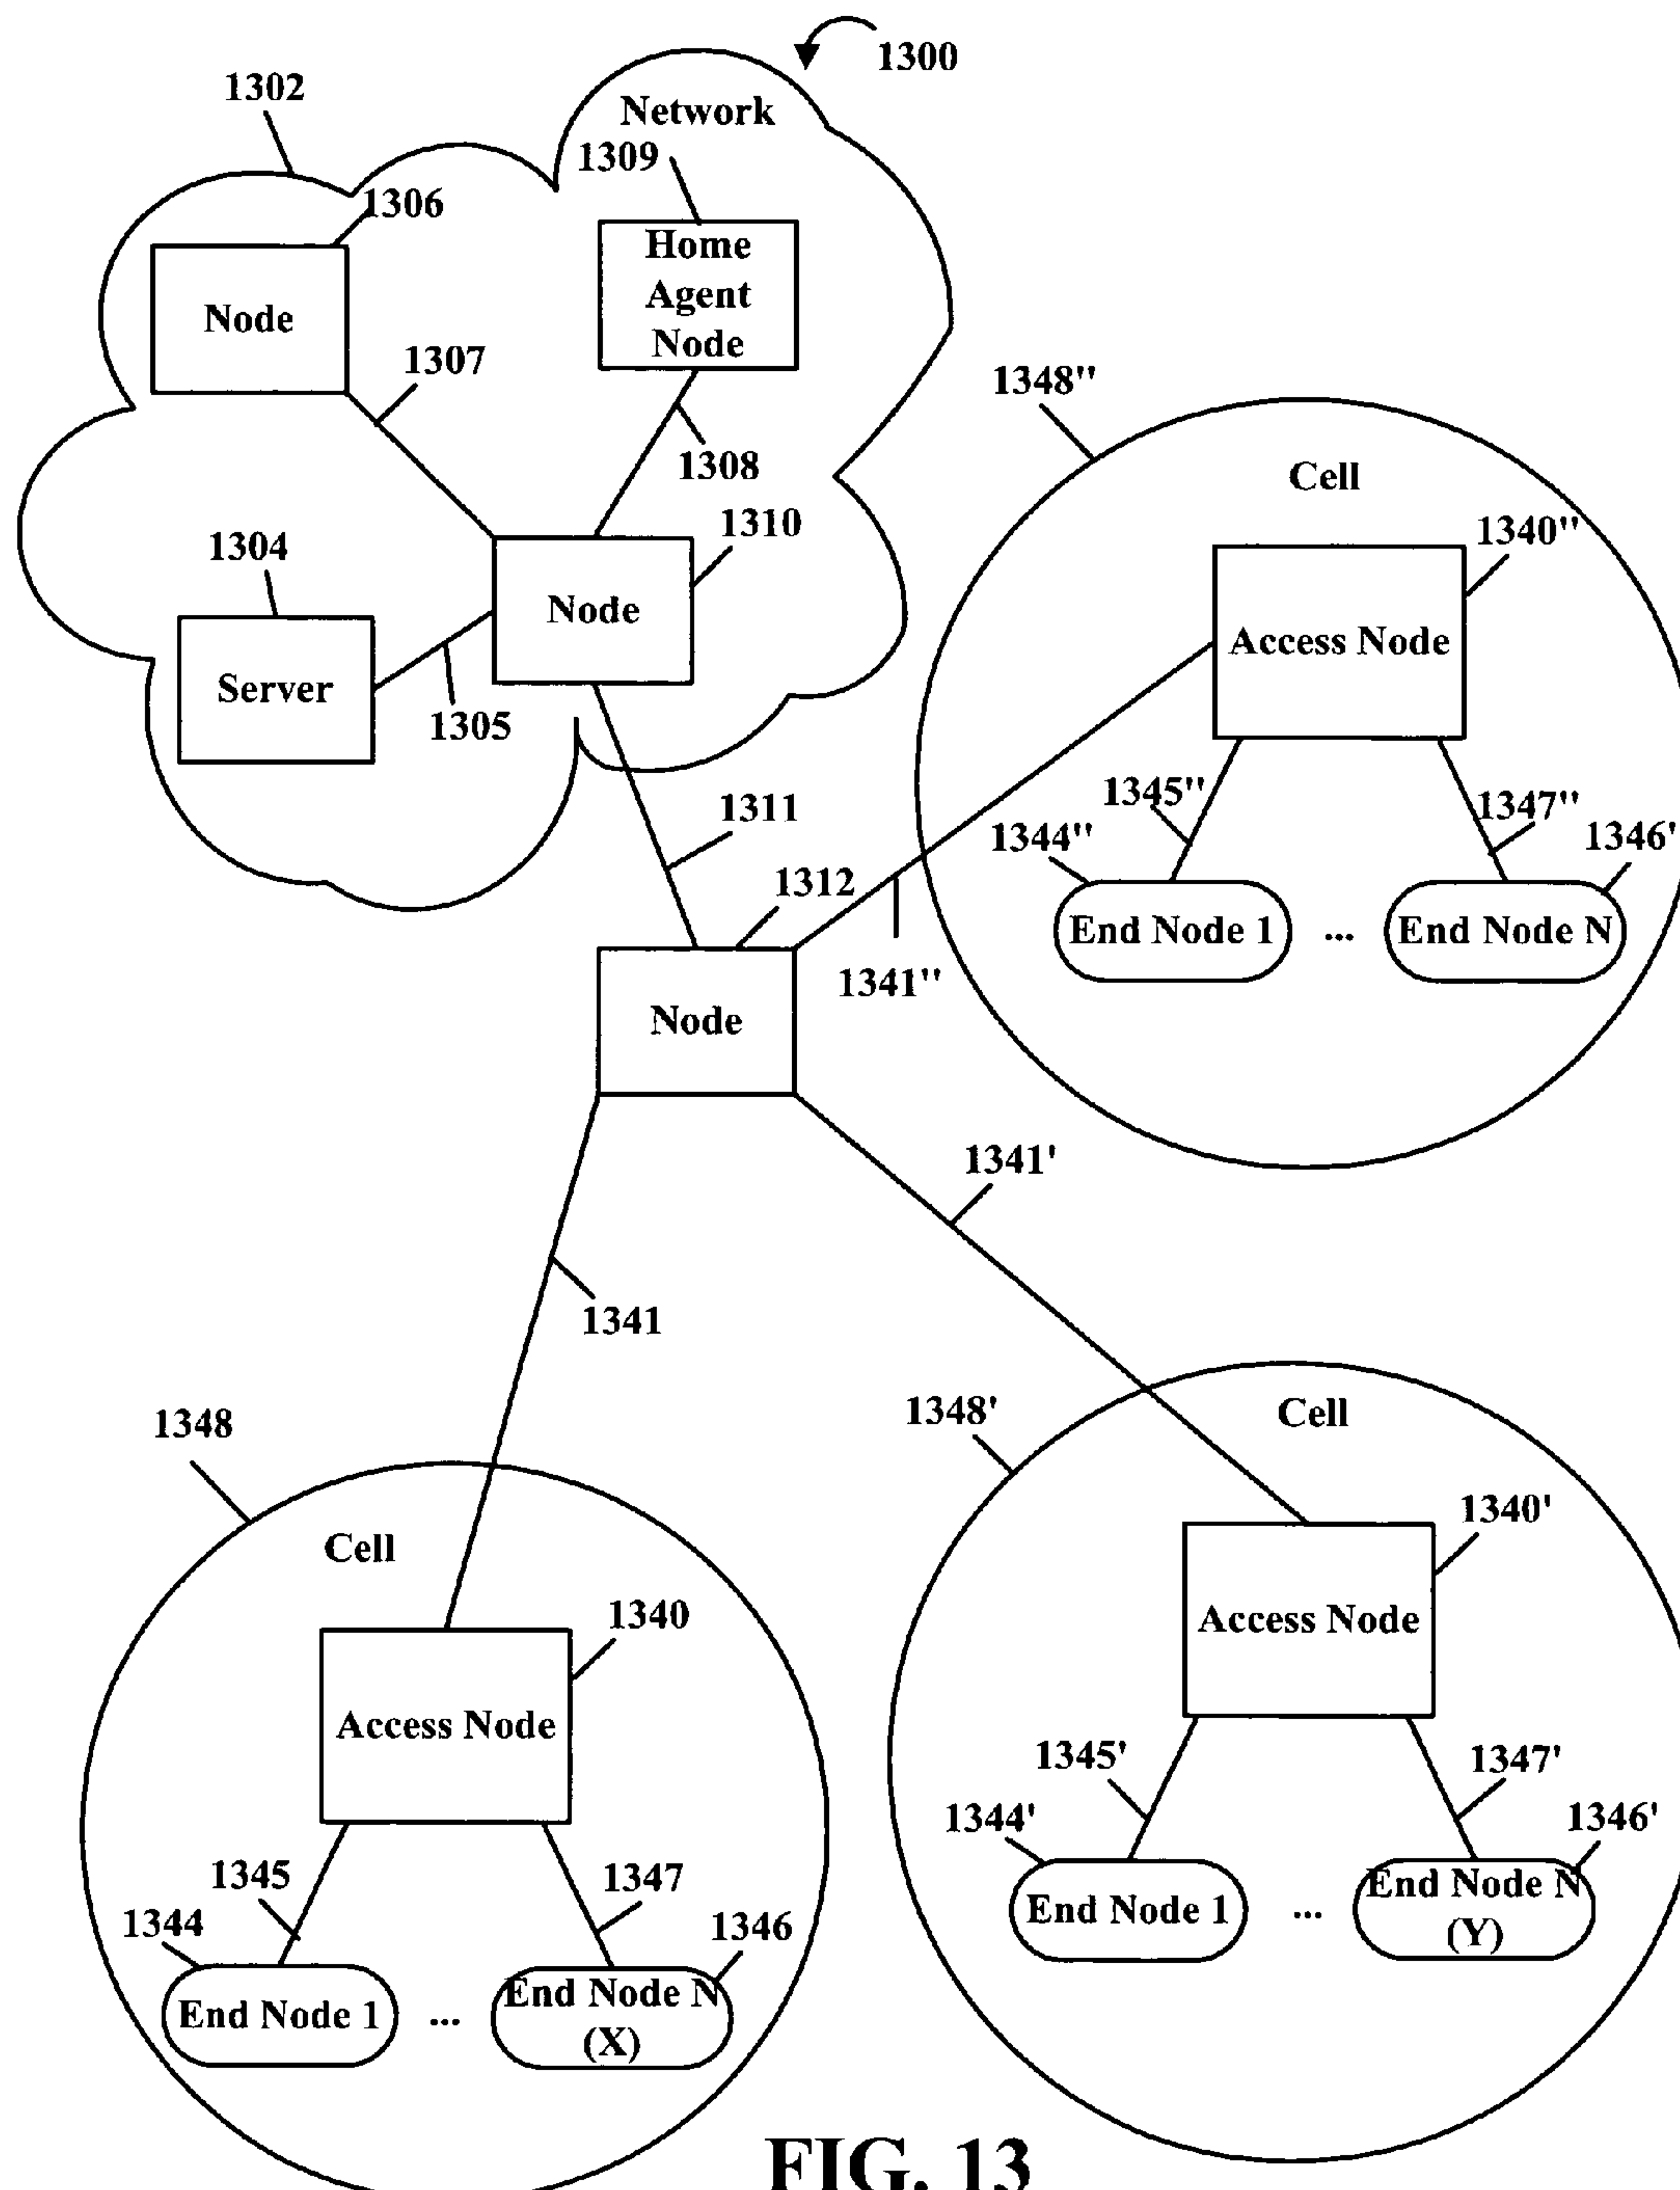 1300
1302
Network
1309
1306
Home
Agent
Node
Node
1307
1308
1310
1304
Node
Server
1305
1348''
Cell
1340''
Access Node
1345''
1347''
1344''
1346'
End Node 1
...
End Node N
1311
1312
1341''
Node
1341'
1341
1348
Cell
1340
Access Node
1345
1347
1344
1346
End Node 1
...
End Node N
(X)
1348'
Cell
1340'
Access Node
1345'
1347'
1344'
1346'
End Node 1
...
End Node N
(Y)
FIG. 13